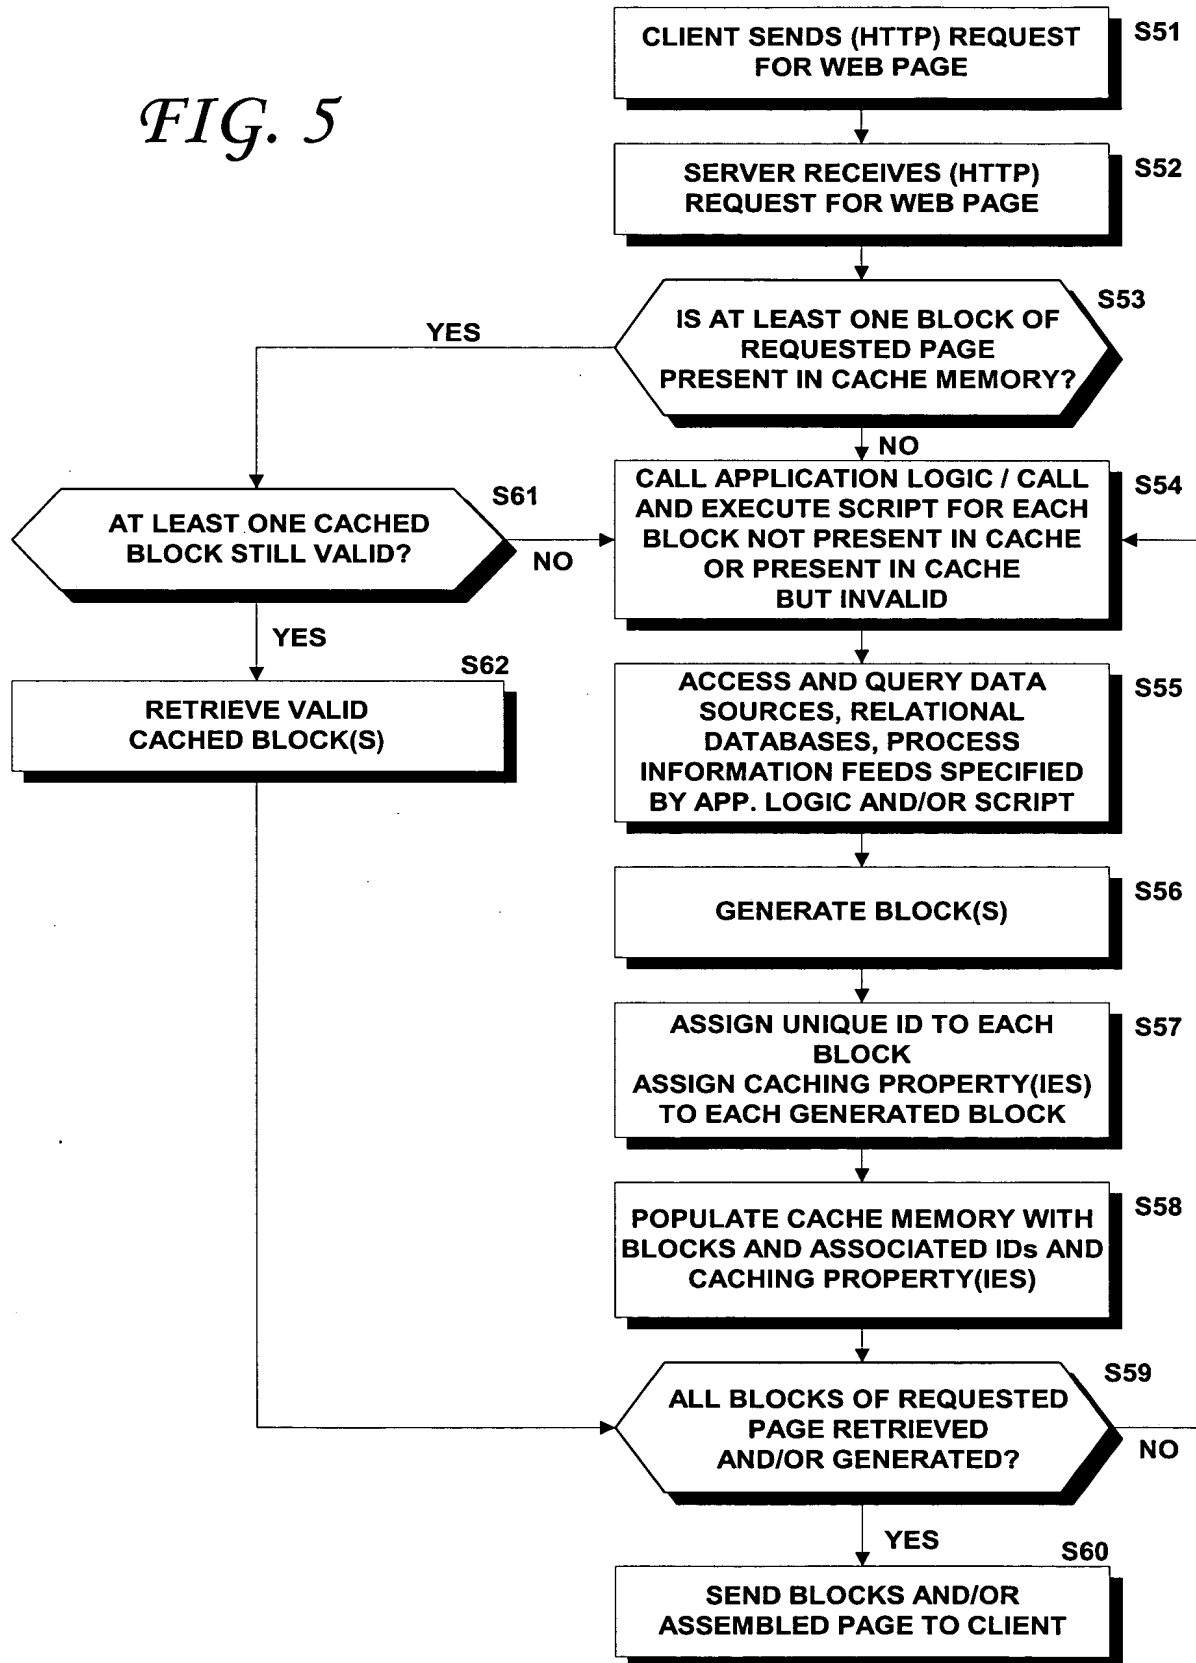 FIG. 5
CLIENT SENDS (HTTP) REQUEST
FOR WEB PAGE
S51
SERVER RECEIVES (HTTP)
REQUEST FOR WEB PAGE
S52
IS AT LEAST ONE BLOCK OF
REQUESTED PAGE
PRESENT IN CACHE MEMORY?
S53
YES
NO
AT LEAST ONE CACHED
BLOCK STILL VALID?
S61
NO
YES
CALL APPLICATION LOGIC / CALL
AND EXECUTE SCRIPT FOR EACH
BLOCK NOT PRESENT IN CACHE
OR PRESENT IN CACHE
BUT INVALID
S54
RETRIEVE VALID
CACHED BLOCK(S)
S62
ACCESS AND QUERY DATA
SOURCES, RELATIONAL
DATABASES, PROCESS
INFORMATION FEEDS SPECIFIED
BY APP. LOGIC AND/OR SCRIPT
S55
GENERATE BLOCK(S)
S56
ASSIGN UNIQUE ID TO EACH
BLOCK
ASSIGN CACHING PROPERTY(IES)
TO EACH GENERATED BLOCK
S57
POPULATE CACHE MEMORY WITH
BLOCKS AND ASSOCIATED IDs AND
CACHING PROPERTY(IES)
S58
ALL BLOCKS OF REQUESTED
PAGE RETRIEVED
AND/OR GENERATED?
S59
NO
YES
SEND BLOCKS AND/OR
ASSEMBLED PAGE TO CLIENT
S60